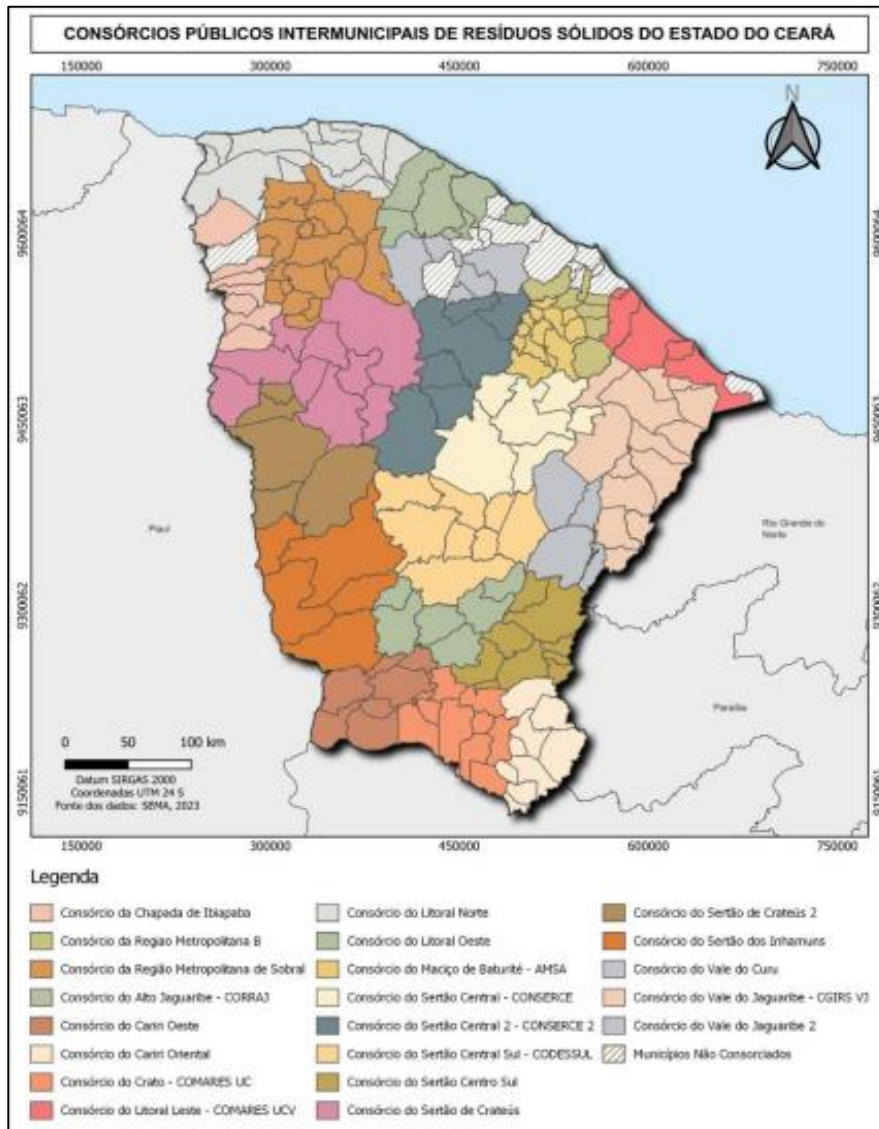 CONSÓRCIOS PÚBLICOS INTERMUNICIPAIS DE RESÍDUOS SÓLIDOS DO ESTADO DO CEARÁ
150000 300000 450000 600000 750000
N
9600064 9600064
9450063 9450063
Piauí
Rio Grande do
Norte
9300062 9300062
Paraíba
0 50 100 km
Datum SIRGAS 2000
Coordenadas UTM 24 S
Fonte dos dados: SEMA, 2023
9150061 9150061
150000 300000 450000 600000 750000
Legenda
Consórcio da Chapada de Ibiapaba
Consórcio da Regiao Metropolitana B
Consórcio da Região Metropolitana de Sobral
Consórcio do Alto Jaguaribe - CORRAJ
Consórcio do Cariri Oeste
Consórcio do Cariri Oriental
Consórcio do Crato - COMARES UC
Consórcio do Litoral Leste - COMARES UCV
Consórcio do Litoral Norte
Consórcio do Litoral Oeste
Consórcio do Maciço de Baturité - AMSA
Consórcio do Sertão Central - CONSERCE
Consórcio do Sertão Central 2 - CONSERCE 2
Consórcio do Sertão Central Sul - CODESSUL
Consórcio do Sertão Centro Sul
Consórcio do Sertão de Crateús
Consórcio do Sertão de Crateús 2
Consórcio do Sertão dos Inhamuns
Consórcio do Vale do Curu
Consórcio do Vale do Jaguaribe - CGIRS VJ
Consórcio do Vale do Jaguaribe 2
Municípios Não Consorciados